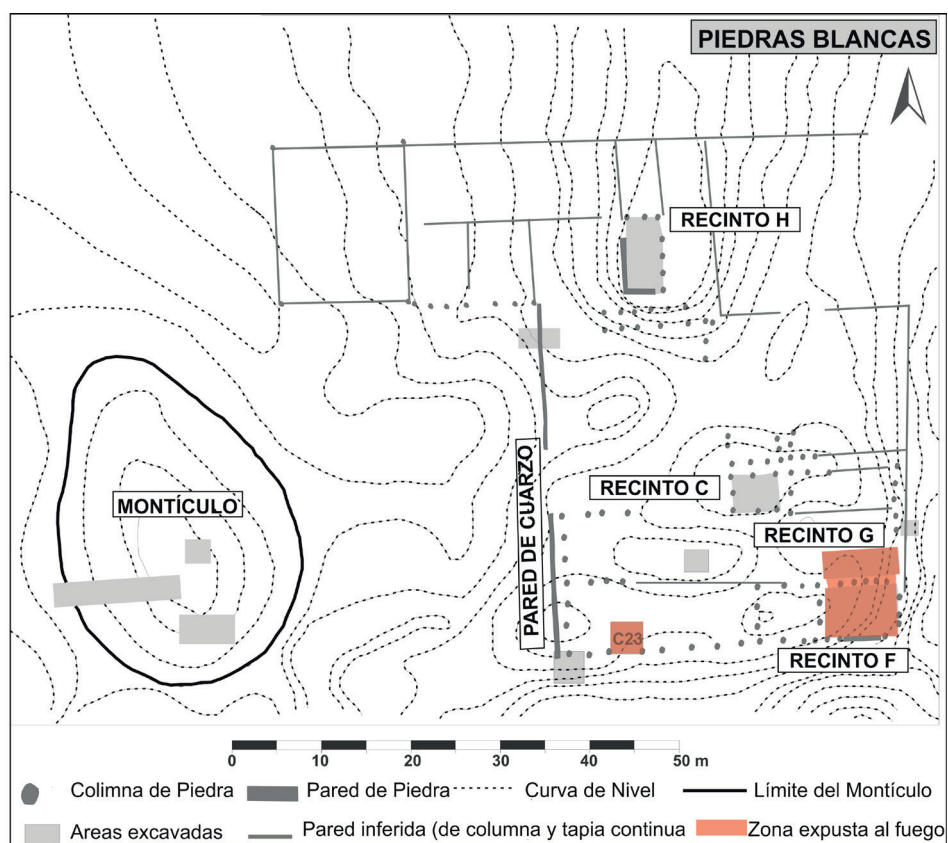 PIEDRAS BLANCAS
RECINTO H
RECINTO C
MONTÍCULO
PARED DE CUARZO
RECINTO G
C23
RECINTO F
0 10 20 30 40 50 m
Colimna de Piedra Pared de Piedra Curva de Nivel Límite del Montículo
Areas excavadas Pared inferida (de columna y tapia continua Zona expusta al fuego